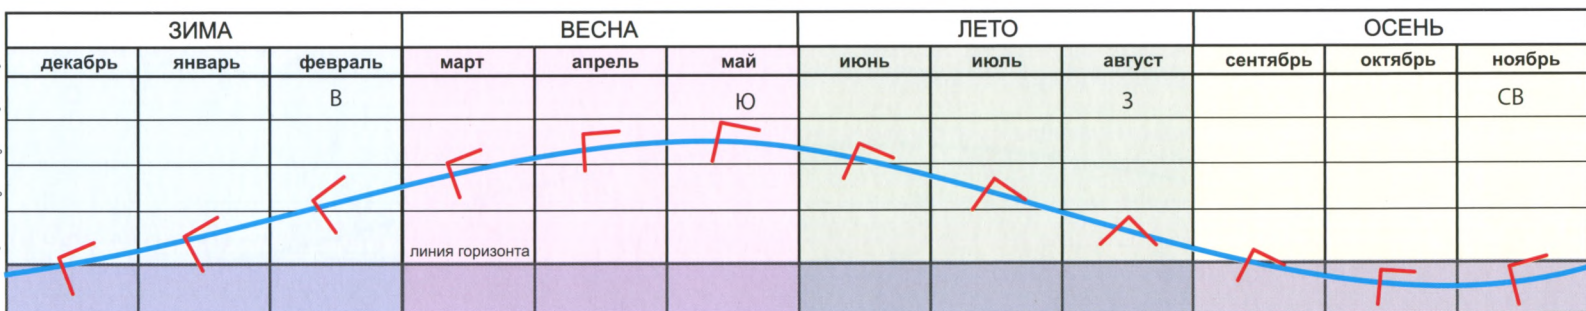 ЗИМА ВЕСНА ЛЕТО ОСЕНЬ
декабрь январь февраль март апрель май июнь июль август сентябрь октябрь ноябрь
В Ю З СВ
линия горизонта